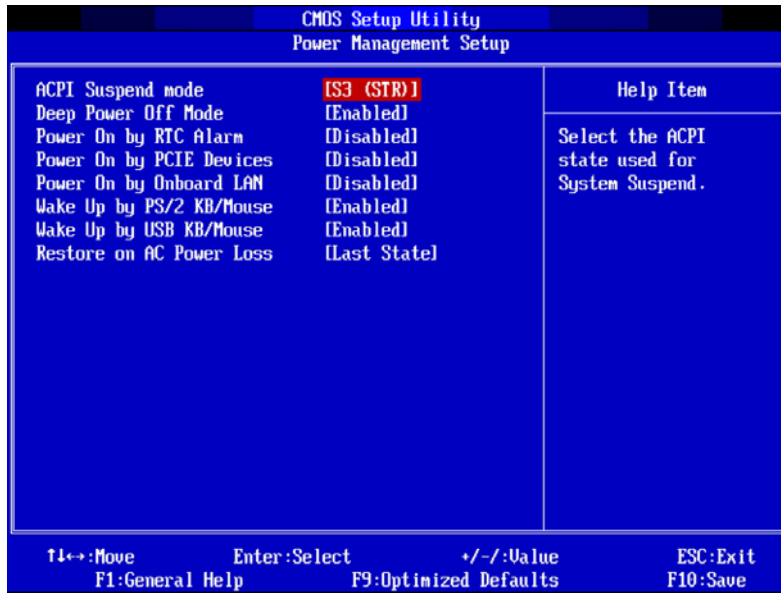 CMOS Setup Utility
Power Management Setup
ACPI Suspend mode [S3 (STR)]
Deep Power Off Mode [Enabled]
Power On by RTC Alarm [Disabled]
Power On by PCIE Devices [Disabled]
Power On by Onboard LAN [Disabled]
Wake Up by PS/2 KB/Mouse [Enabled]
Wake Up by USB KB/Mouse [Enabled]
Restore on AC Power Loss [Last State]
Help Item
Select the ACPI
state used for
System Suspend.
↑↓←→:Move Enter:Select +/-/:Value ESC:Exit
F1:General Help F9:Optimized Defaults F10:Save